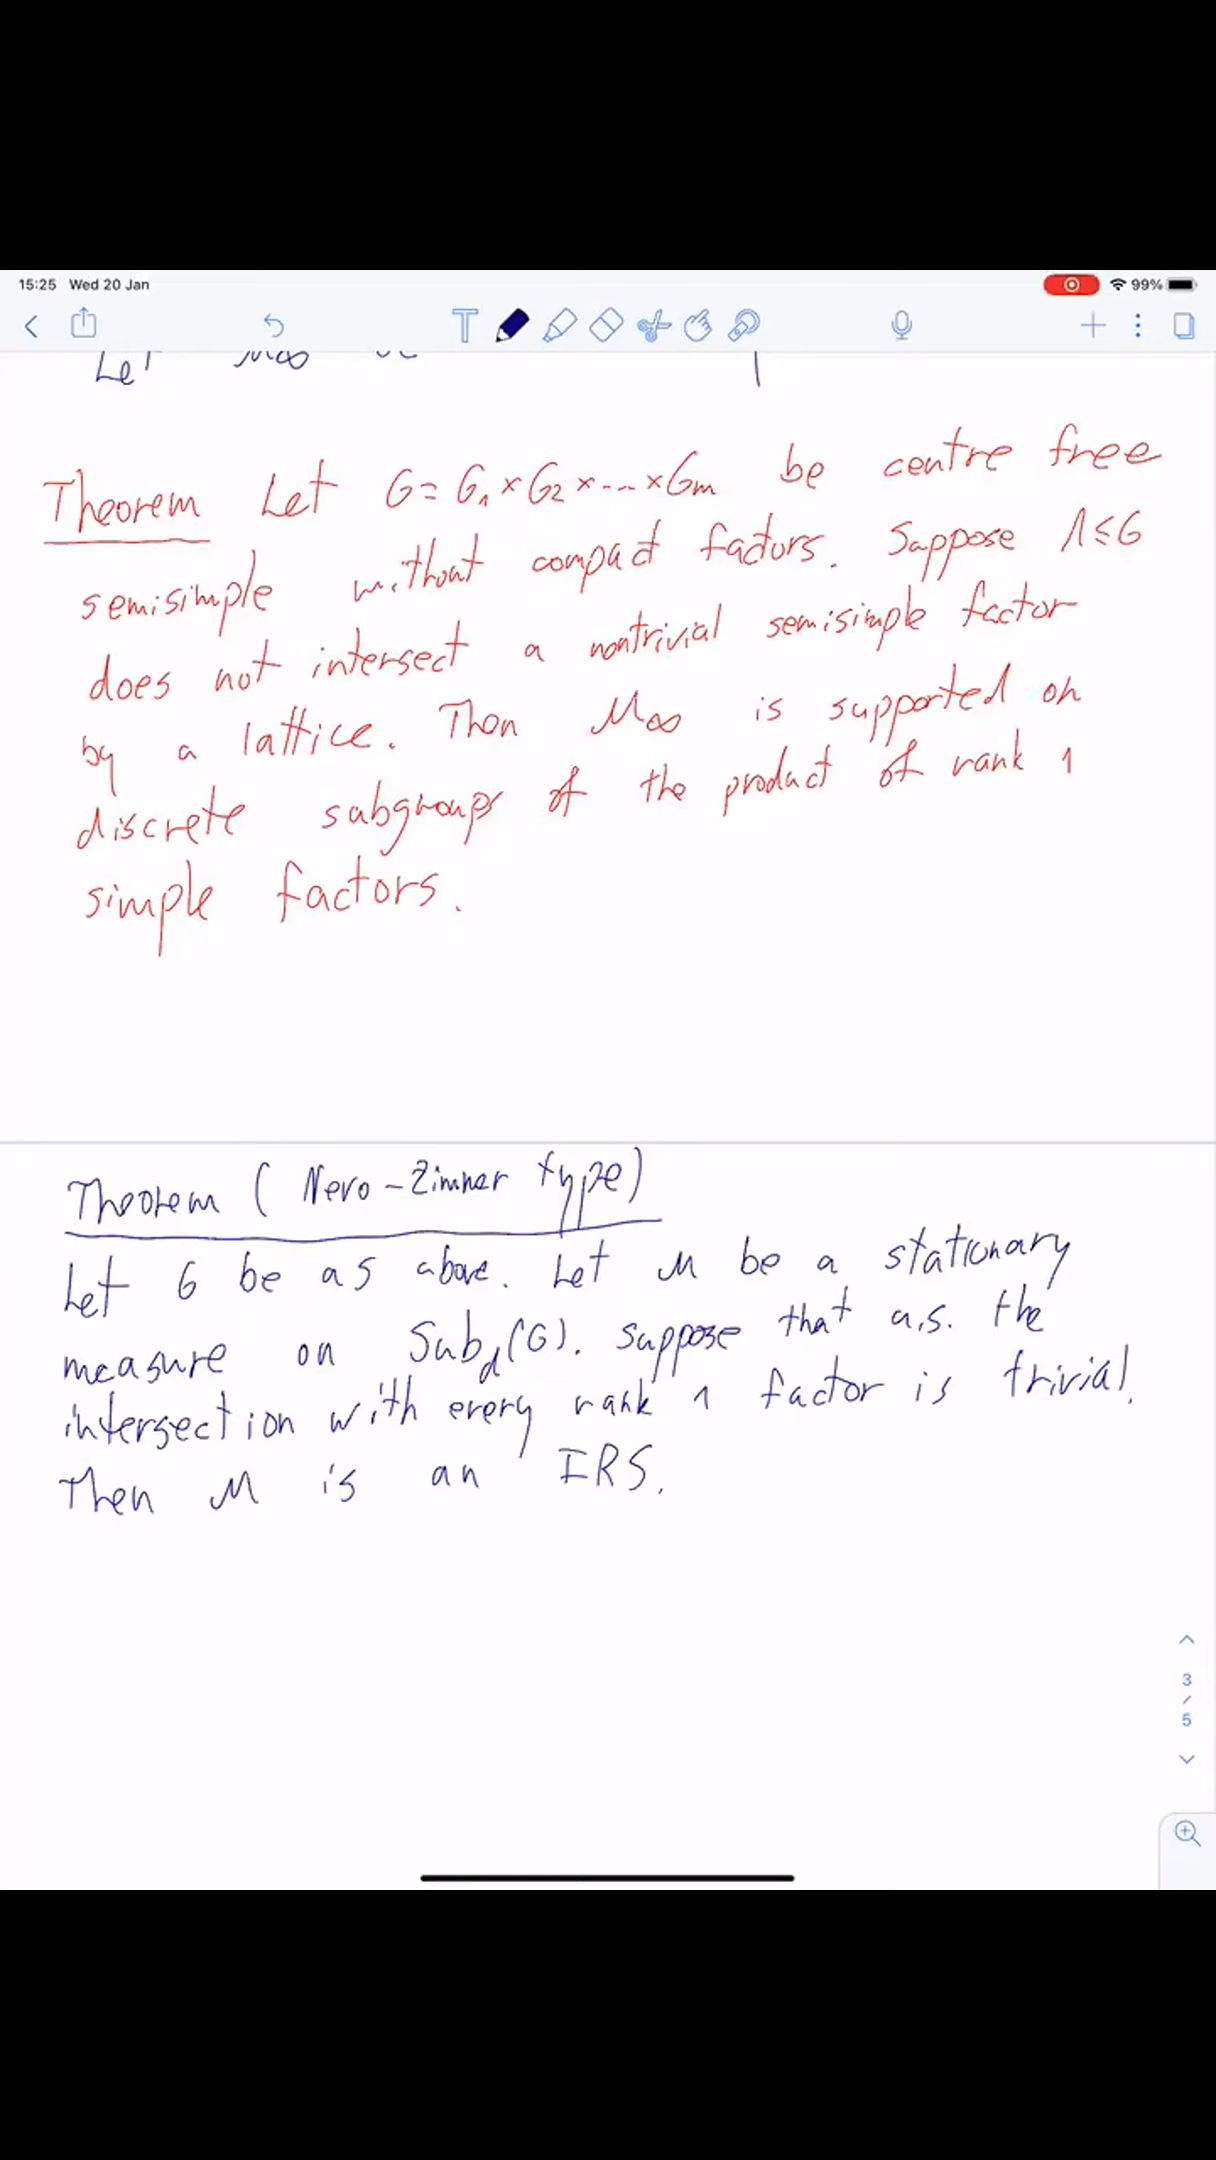 15:25 Wed 20 Jan
99%
T
Let μ∞
Theorem Let G = G₁ × G₂ × ... × Gm be centre free
semisimple without compact factors. Suppose Λ ≤ G
does not intersect a nontrivial semisimple factor
by a lattice. Then μ∞ is supported on
discrete subgroups of the product of rank 1
simple factors.
Theorem (Nevo-Zimmer type)
Let G be as above. Let μ be a stationary
measure on Sub_d(G). Suppose that a.s. the
intersection with every rank 1 factor is trivial.
Then μ is an IRS.
3
/
5